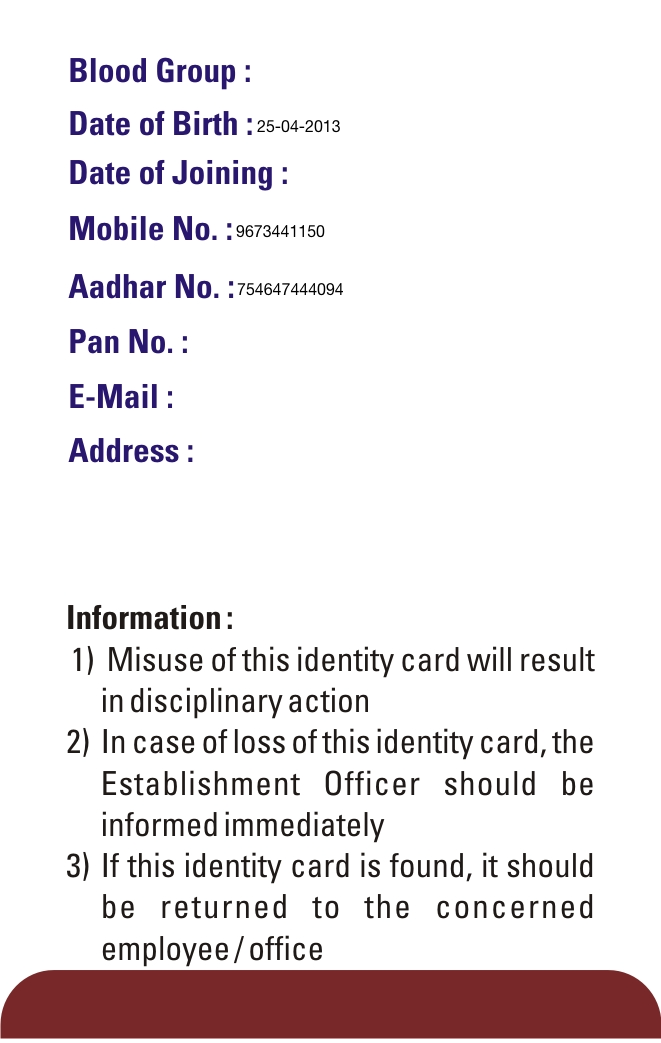 Blood Group :
Date of Birth : 25-04-2013
Date of Joining :
Mobile No. : 9673441150
Aadhar No. : 754647444094
Pan No. :
E-Mail :
Address :
Information :
1) Misuse of this identity card will result
in disciplinary action
2) In case of loss of this identity card, the
Establishment Officer should be
informed immediately
3) If this identity card is found, it should
be returned to the concerned
employee / office